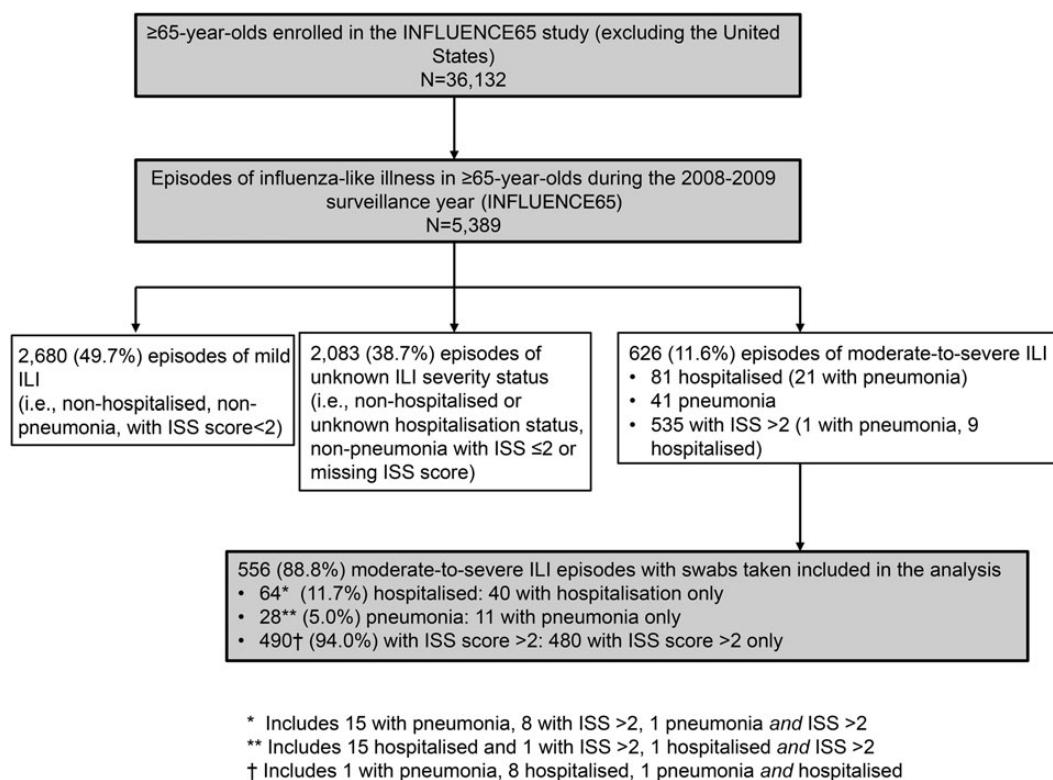 ≥65-year-olds enrolled in the INFLUENCE65 study (excluding the United
States)
N=36,132
Episodes of influenza-like illness in ≥65-year-olds during the 2008-2009
surveillance year (INFLUENCE65)
N=5,389
2,680 (49.7%) episodes of mild
ILI
(i.e., non-hospitalised, non-
pneumonia, with ISS score<2)
2,083 (38.7%) episodes of
unknown ILI severity status
(i.e., non-hospitalised or
unknown hospitalisation status,
non-pneumonia with ISS ≤2 or
missing ISS score)
626 (11.6%) episodes of moderate-to-severe ILI
• 81 hospitalised (21 with pneumonia)
• 41 pneumonia
• 535 with ISS >2 (1 with pneumonia, 9
hospitalised)
556 (88.8%) moderate-to-severe ILI episodes with swabs taken included in the analysis
• 64* (11.7%) hospitalised: 40 with hospitalisation only
• 28** (5.0%) pneumonia: 11 with pneumonia only
• 490† (94.0%) with ISS score >2: 480 with ISS score >2 only
* Includes 15 with pneumonia, 8 with ISS >2, 1 pneumonia and ISS >2
** Includes 15 hospitalised and 1 with ISS >2, 1 hospitalised and ISS >2
† Includes 1 with pneumonia, 8 hospitalised, 1 pneumonia and hospitalised